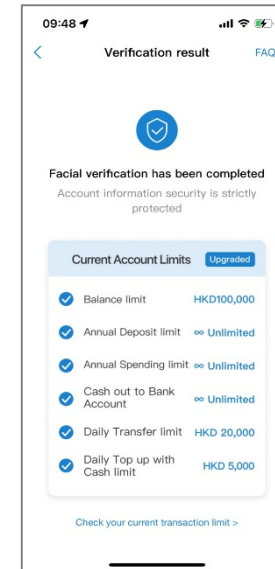 09:48
Verification result
FAQ
Facial verification has been completed
Account information security is strictly
protected
Current Account Limits Upgraded
Balance limit HKD100,000
Annual Deposit limit ∞ Unlimited
Annual Spending limit ∞ Unlimited
Cash out to Bank
Account ∞ Unlimited
Daily Transfer limit HKD 20,000
Daily Top up with
Cash limit HKD 5,000
Check your current transaction limit >